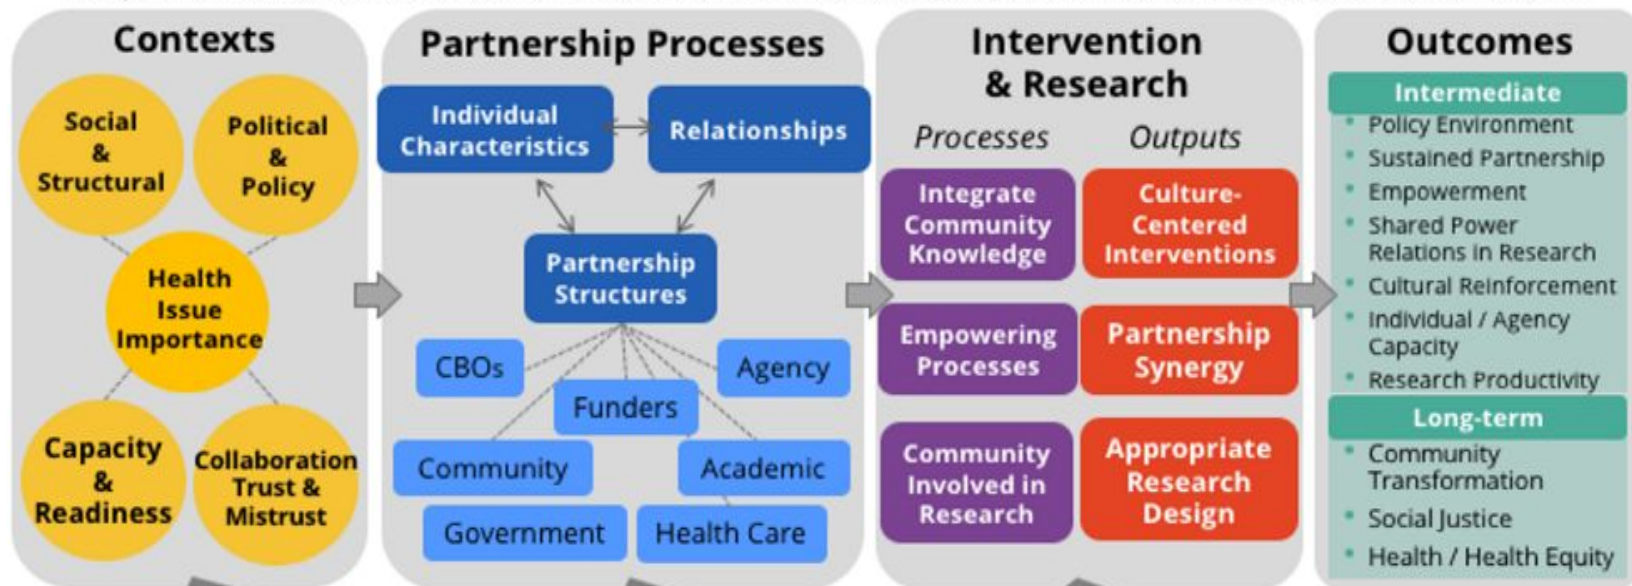 Contexts
Social
&
Structural
Political
&
Policy
Health
Issue
Importance
Capacity
&
Readiness
Collaboration
Trust &
Mistrust
Partnership Processes
Individual
Characteristics
Relationships
Partnership
Structures
CBOs
Agency
Funders
Community
Academic
Government
Health Care
Intervention
& Research
Processes
Outputs
Integrate
Community
Knowledge
Culture-
Centered
Interventions
Empowering
Processes
Partnership
Synergy
Community
Involved in
Research
Appropriate
Research
Design
Outcomes
Intermediate
• Policy Environment
• Sustained Partnership
• Empowerment
• Shared Power
Relations in Research
• Cultural Reinforcement
• Individual / Agency
Capacity
• Research Productivity
Long-term
• Community
Transformation
• Social Justice
• Health / Health Equity